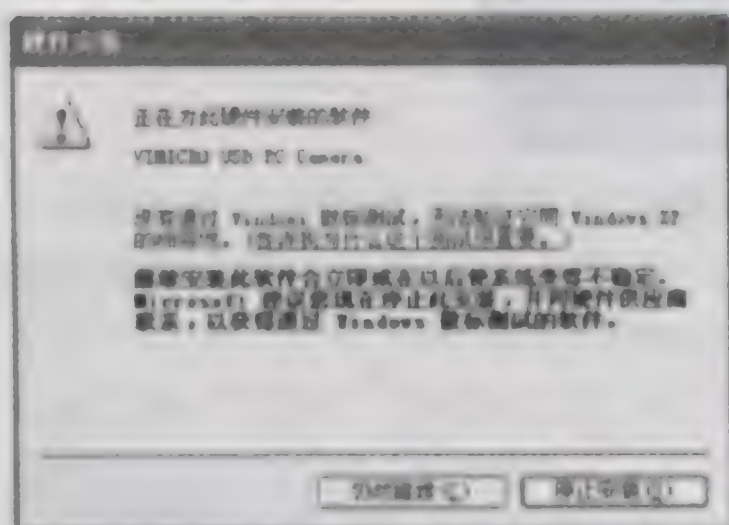 硬件安装
正在为此硬件安装的软件
VIMICRO USB PC Camera
没有通过 Windows 徽标测试，无法验证它同 Windows XP
的相容性。(告诉我为什么这个测试很重要。)
继续安装此软件会立即或在以后使系统变得不稳定。
Microsoft 建议您现在停止此安装，并同硬件供应商
联系，以获得通过 Windows 徽标测试的软件。
仍然继续(C) 停止安装(S)